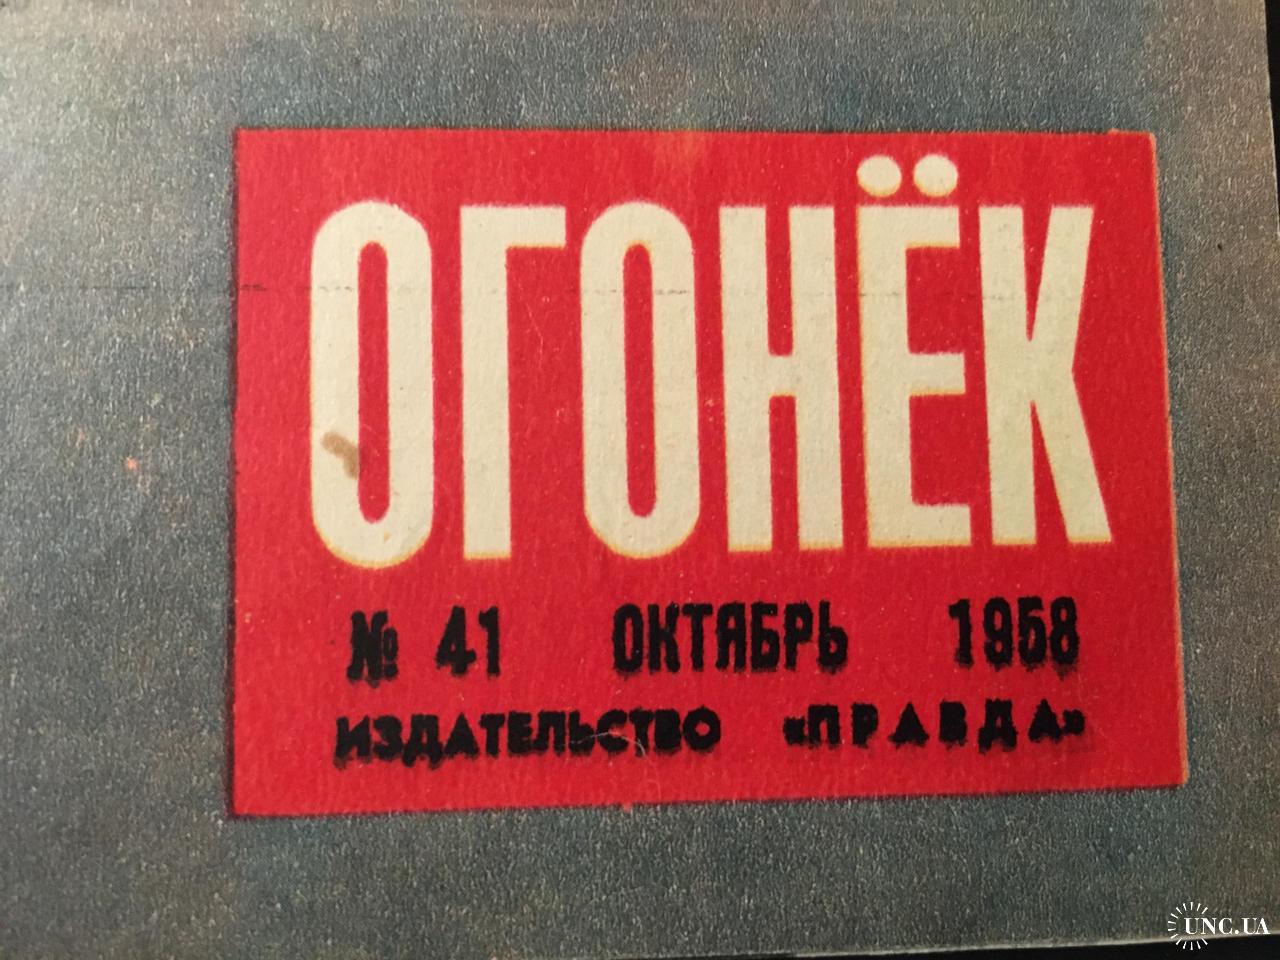 ОГОНЁК
№ 41 ОКТЯБРЬ 1958
ИЗДАТЕЛЬСТВО «ПРАВДА»
UNC.UA